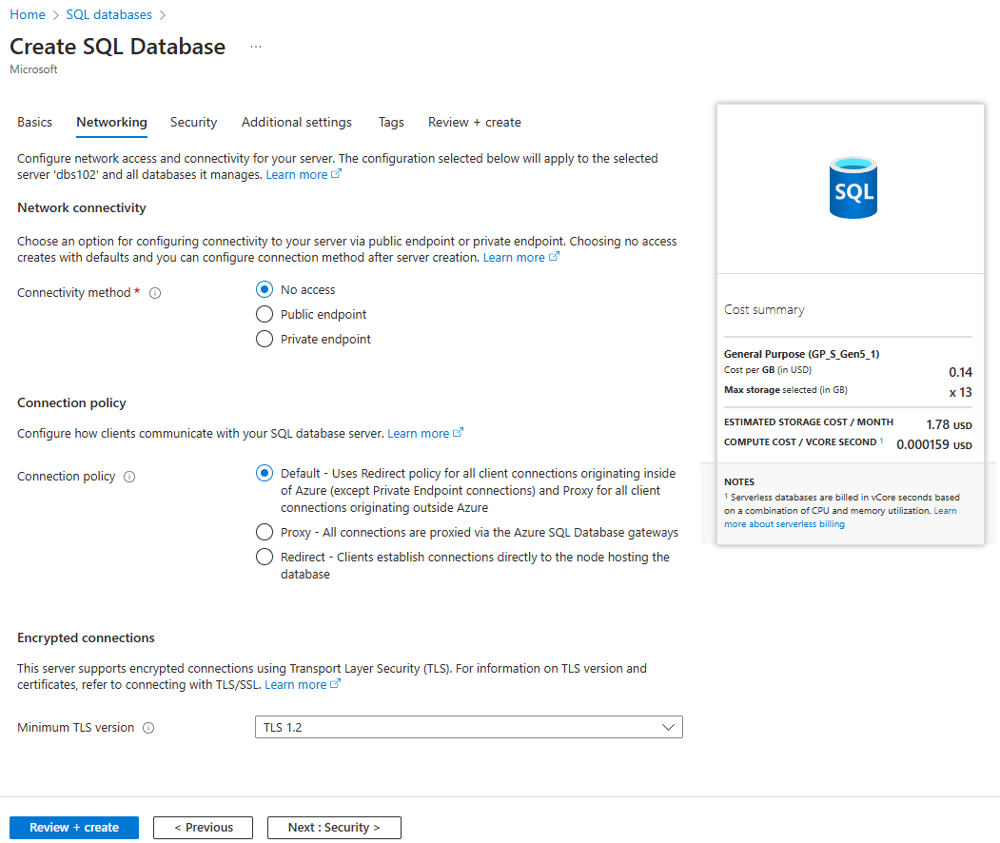 Home > SQL databases >
Create SQL Database ...
Microsoft
Basics Networking Security Additional settings Tags Review + create
Configure network access and connectivity for your server. The configuration selected below will apply to the selected
server 'dbs102' and all databases it manages. Learn more
Network connectivity
Choose an option for configuring connectivity to your server via public endpoint or private endpoint. Choosing no access
creates with defaults and you can configure connection method after server creation. Learn more
Connectivity method *
No access
Public endpoint
Private endpoint
Connection policy
Configure how clients communicate with your SQL database server. Learn more
Connection policy
Default - Uses Redirect policy for all client connections originating inside
of Azure (except Private Endpoint connections) and Proxy for all client
connections originating outside Azure
Proxy - All connections are proxied via the Azure SQL Database gateways
Redirect - Clients establish connections directly to the node hosting the
database
Encrypted connections
This server supports encrypted connections using Transport Layer Security (TLS). For information on TLS version and
certificates, refer to connecting with TLS/SSL. Learn more
Minimum TLS version
TLS 1.2
SQL
Cost summary
General Purpose (GP_S_Gen5_1)
Cost per GB (in USD) 0.14
Max storage selected (in GB) x 13
ESTIMATED STORAGE COST / MONTH 1.78 USD
COMPUTE COST / VCORE SECOND 1 0.000159 USD
NOTES
1 Serverless databases are billed in vCore seconds based
on a combination of CPU and memory utilization. Learn
more about serverless billing
Review + create < Previous Next : Security >